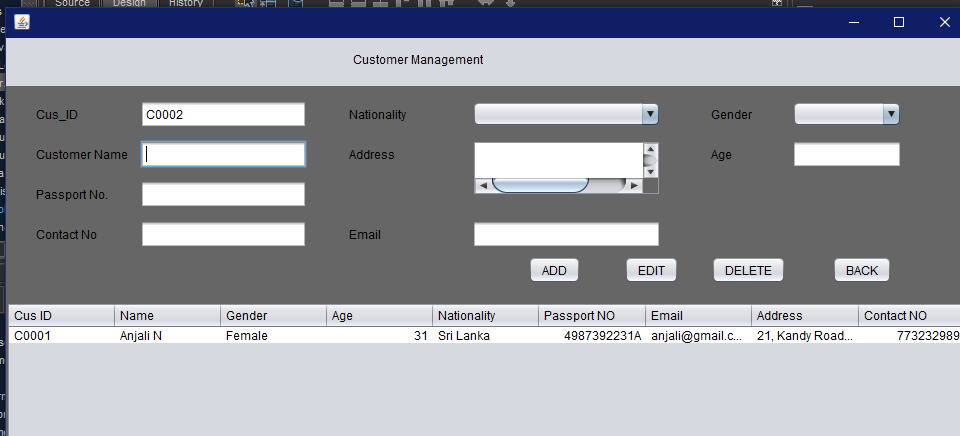 Source Design History
Customer Management
Cus_ID C0002 Nationality Gender
Customer Name Address Age
Passport No.
Contact No Email
ADD EDIT DELETE BACK
Cus ID Name Gender Age Nationality Passport NO Email Address Contact NO
C0001 Anjali N Female 31 Sri Lanka 4987392231A anjali@gmail.c... 21, Kandy Road... 773232989